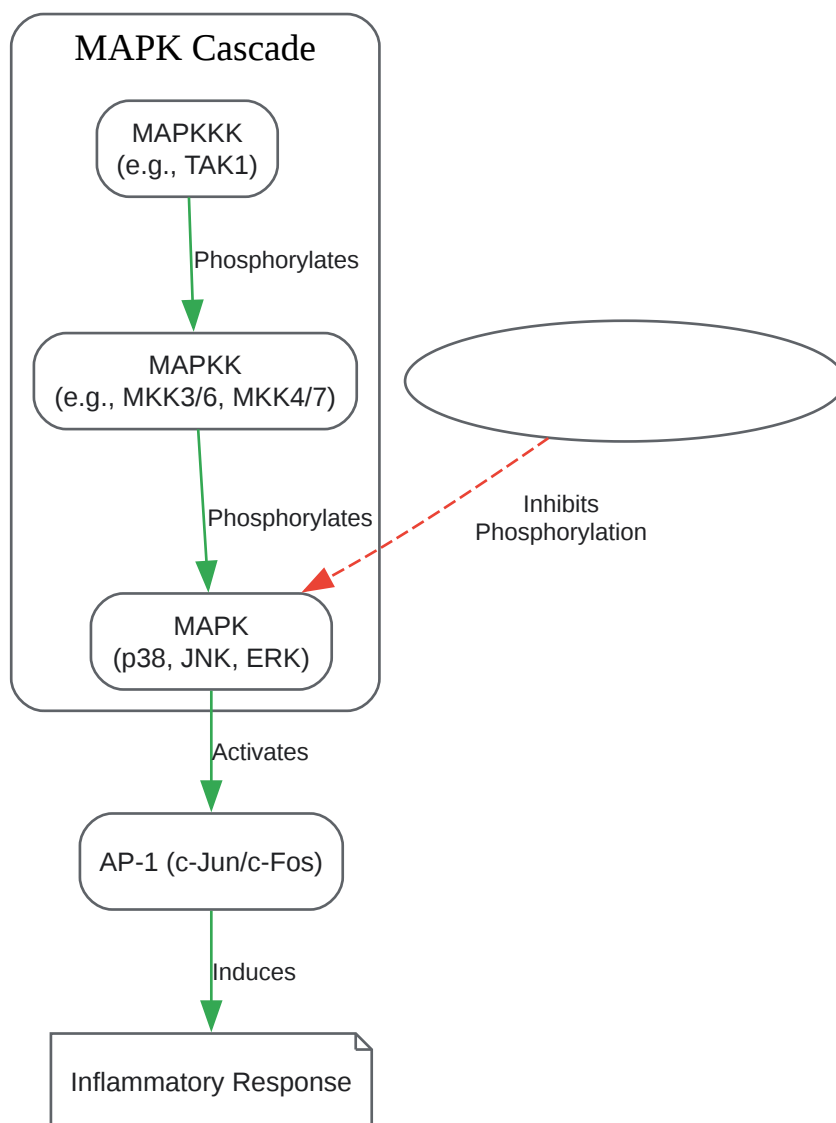 MAPK Cascade
MAPKKK
(e.g., TAK1)
Phosphorylates
MAPKK
(e.g., MKK3/6, MKK4/7)
Phosphorylates
Inhibits
Phosphorylation
MAPK
(p38, JNK, ERK)
Activates
AP-1 (c-Jun/c-Fos)
Induces
Inflammatory Response